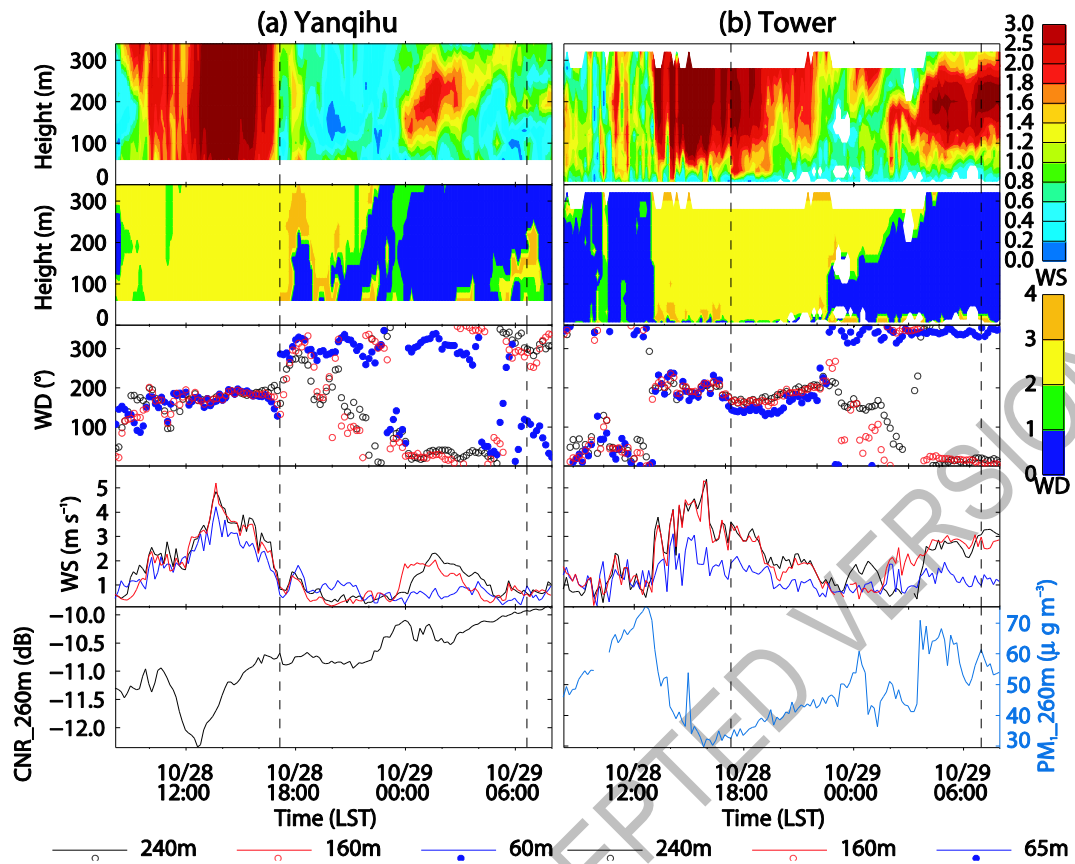 (a) Yanqihu
(b) Tower
Height (m)
300
200
100
0
3.0
2.5
2.0
1.8
1.6
1.4
1.2
1.0
0.8
0.6
0.4
0.2
0.0
WS
Height (m)
300
200
100
0
4
3
2
1
0
WD
WD (°)
300
200
100
WS (m s⁻¹)
5
4
3
2
1
CNR_260m (dB)
−10.0
−10.5
−11.0
−11.5
−12.0
70
60
50
40
30
PM₁_260m (μ g m⁻³)
10/28 10/28 10/29 10/29
12:00 18:00 00:00 06:00
Time (LST)
10/28 10/28 10/29 10/29
12:00 18:00 00:00 06:00
Time (LST)
240m 160m 60m 240m 160m 65m
EPTED VERSION